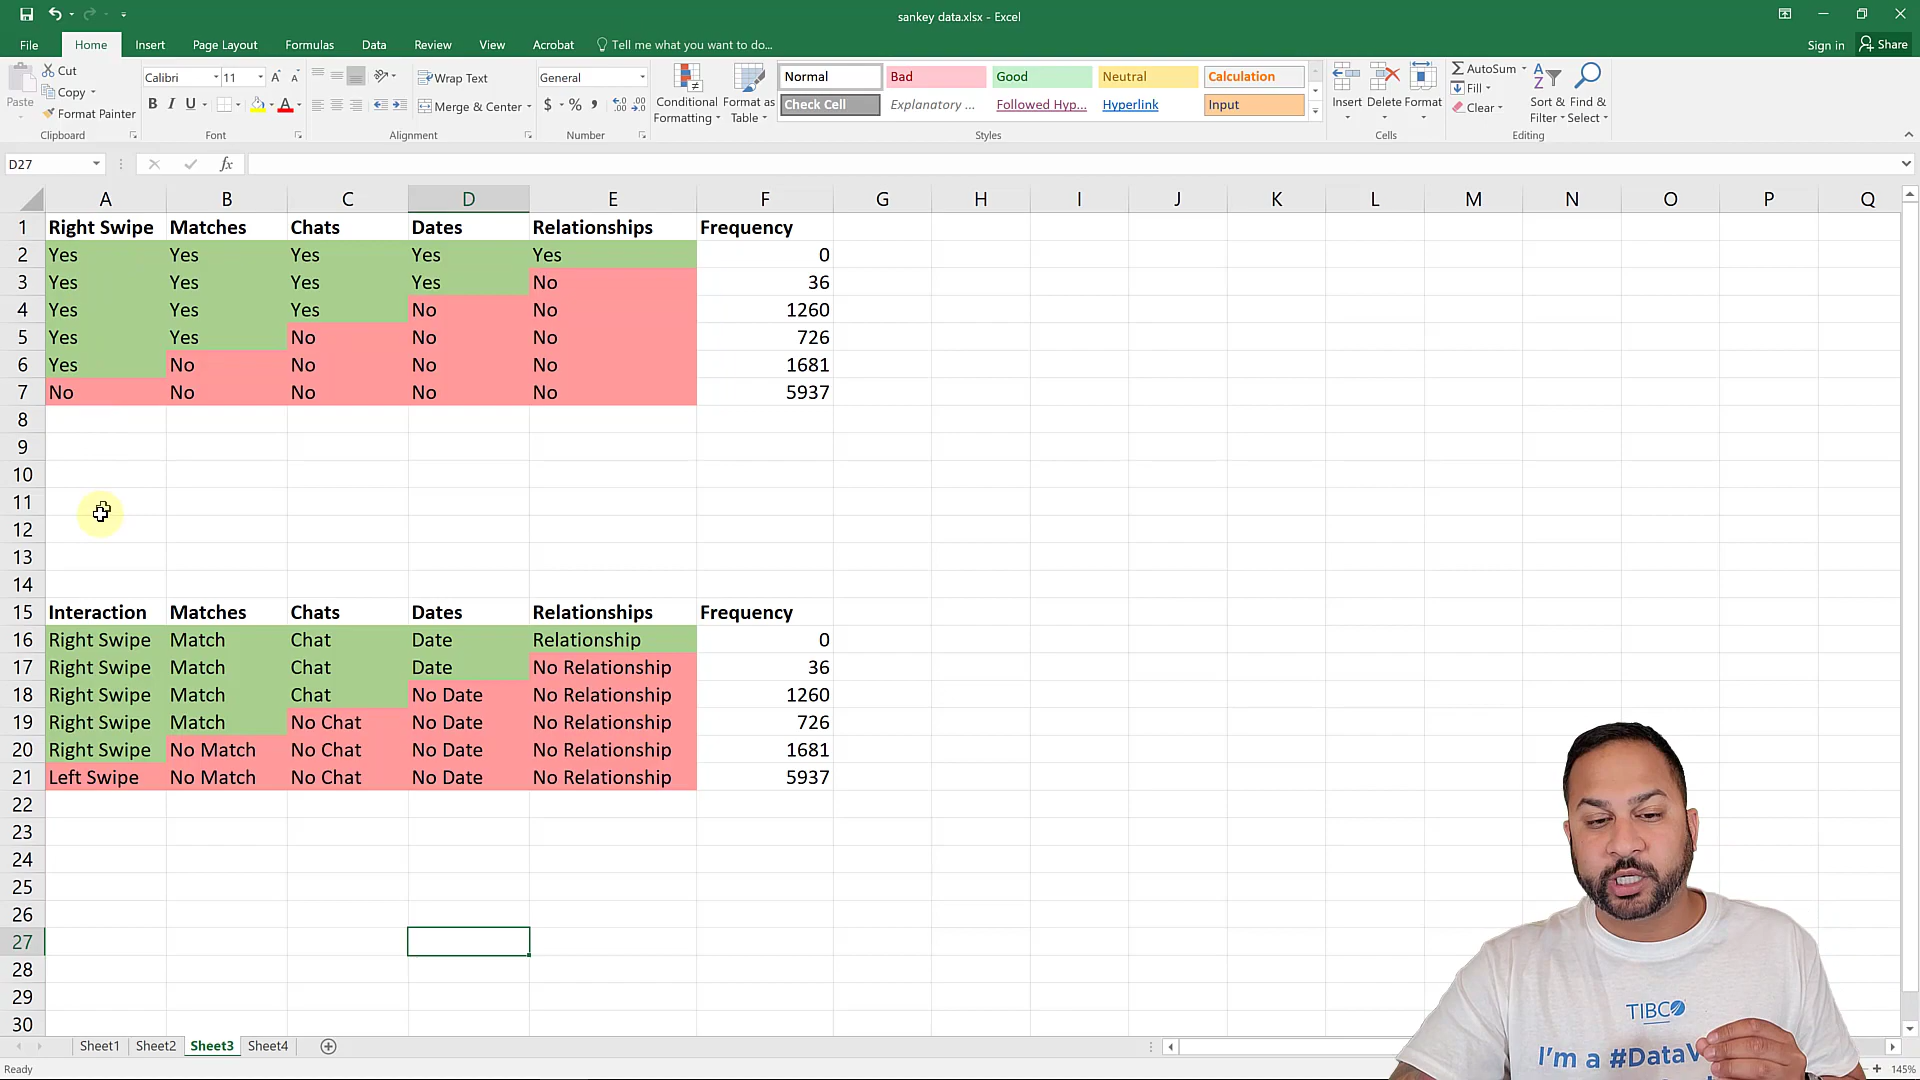 sankey data.xlsx - Excel
File Home Insert Page Layout Formulas Data Review View Acrobat Tell me what you want to do... Sign in Share
Paste Cut Copy Format Painter Clipboard
Calibri 11 B I U Font
Wrap Text Merge & Center Alignment
General $ % Number
Conditional Formatting Format as Table
Normal Bad Good Neutral Calculation
Check Cell Explanatory ... Followed Hyp... Hyperlink Input
Styles
Insert Delete Format Cells
AutoSum Fill Clear Sort & Filter Find & Select Editing
D27 fx
A B C D E F G H I J K L M N O P Q
1 Right Swipe Matches Chats Dates Relationships Frequency
2 Yes Yes Yes Yes Yes 0
3 Yes Yes Yes Yes No 36
4 Yes Yes Yes No No 1260
5 Yes Yes No No No 726
6 Yes No No No No 1681
7 No No No No No 5937
8
9
10
11
12
13
14
15 Interaction Matches Chats Dates Relationships Frequency
16 Right Swipe Match Chat Date Relationship 0
17 Right Swipe Match Chat Date No Relationship 36
18 Right Swipe Match Chat No Date No Relationship 1260
19 Right Swipe Match No Chat No Date No Relationship 726
20 Right Swipe No Match No Chat No Date No Relationship 1681
21 Left Swipe No Match No Chat No Date No Relationship 5937
22
23
24
25
26
27
28
29
30
TIBCO
I'm a #DataV
Sheet1 Sheet2 Sheet3 Sheet4
Ready 145%